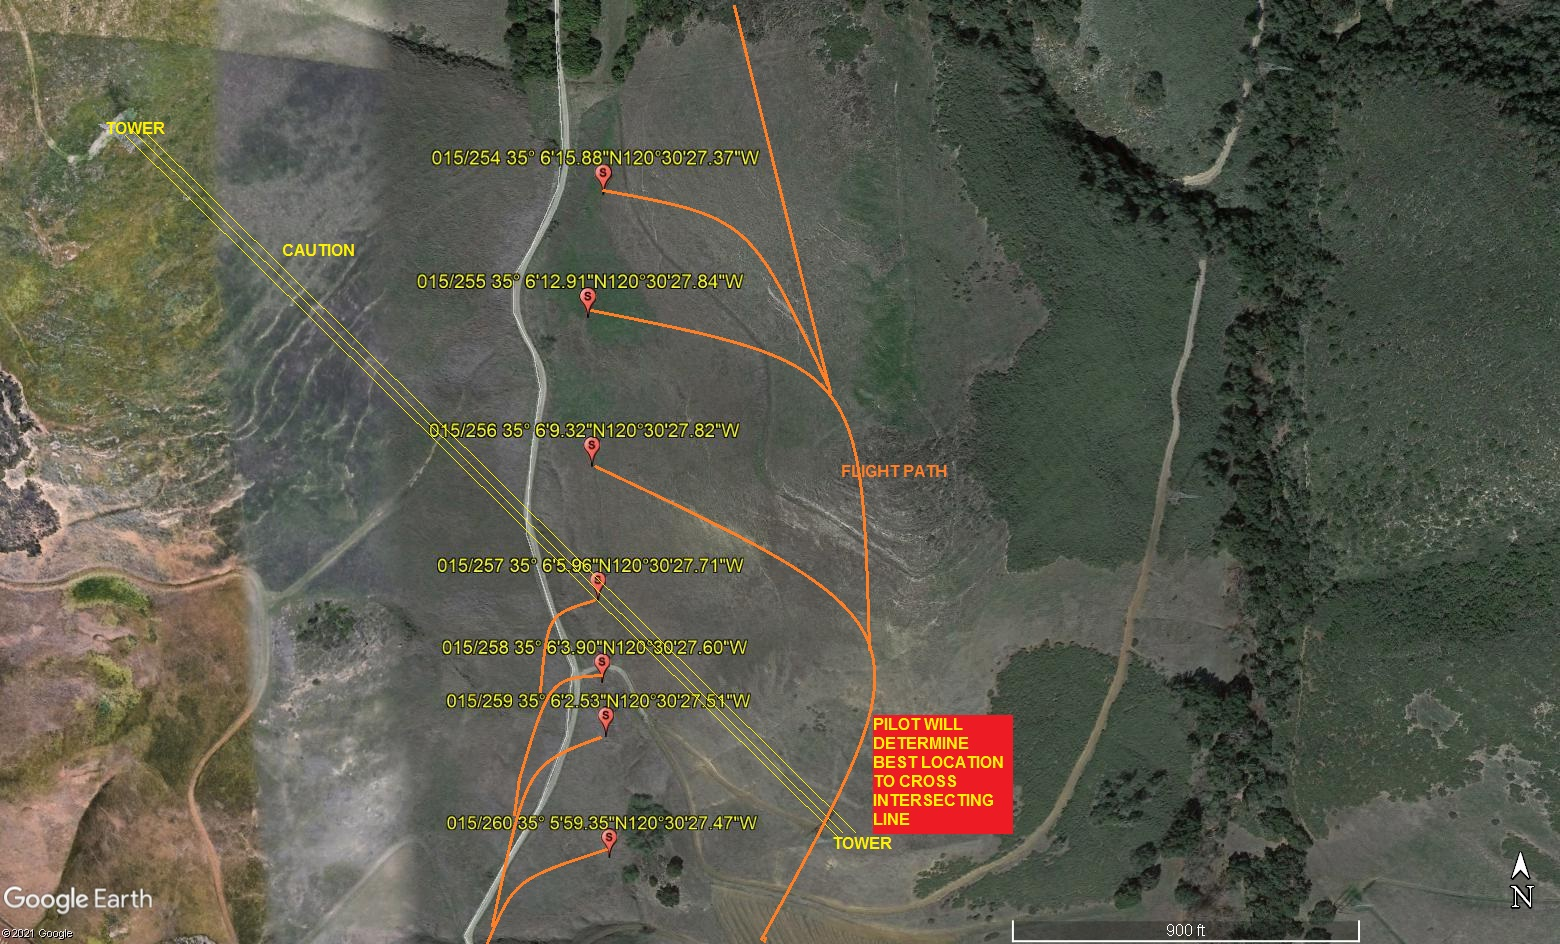 TOWER
015/254 35° 6'15.88"N120°30'27.37"W
S
CAUTION
015/255 35° 6'12.91"N120°30'27.84"W
S
015/256 35° 6'9.32"N120°30'27.82"W
S
FLIGHT PATH
015/257 35° 6'5.96"N120°30'27.71"W
S
015/258 35° 6'3.90"N120°30'27.60"W
S
015/259 35° 6'2.53"N120°30'27.51"W
S
PILOT WILL
DETERMINE
BEST LOCATION
TO CROSS
INTERSECTING
LINE
015/260 35° 5'59.35"N120°30'27.47"W
S
TOWER
Google Earth
N
©2021 Google
900 ft